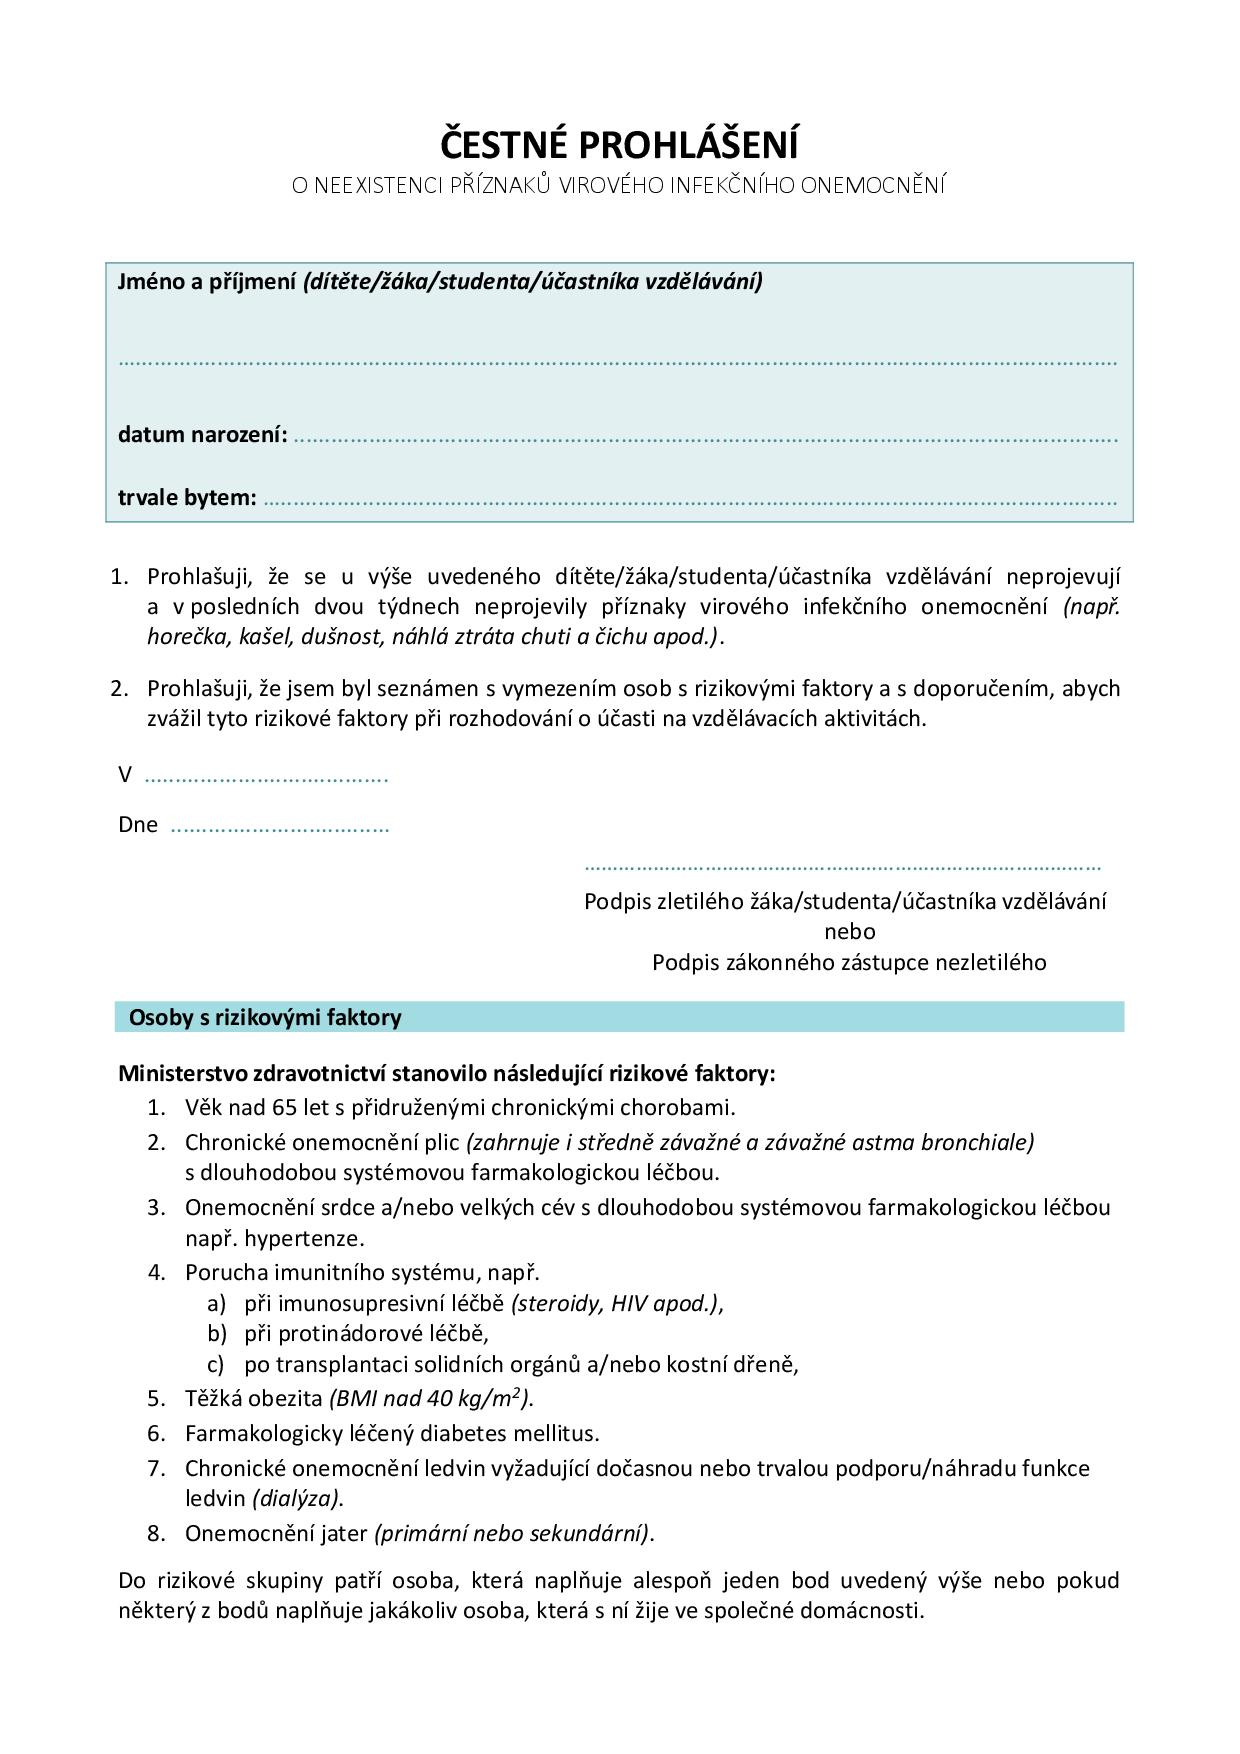 ČESTNÉ PROHLÁŠENÍ
O NEEXISTENCI PŘÍZNAKŮ VIROVÉHO INFEKČNÍHO ONEMOCNĚNÍ
Jméno a příjmení (dítěte/žáka/studenta/účastníka vzdělávání)
datum narození:
trvale bytem:
1. Prohlašuji, že se u výše uvedeného dítěte/žáka/studenta/účastníka vzdělávání neprojevují
a v posledních dvou týdnech neprojevily příznaky virového infekčního onemocnění (např.
horečka, kašel, dušnost, náhlá ztráta chuti a čichu apod.).
2. Prohlašuji, že jsem byl seznámen s vymezením osob s rizikovými faktory a s doporučením, abych
zvážil tyto rizikové faktory při rozhodování o účasti na vzdělávacích aktivitách.
V
Dne
Podpis zletilého žáka/studenta/účastníka vzdělávání
nebo
Podpis zákonného zástupce nezletilého
Osoby s rizikovými faktory
Ministerstvo zdravotnictví stanovilo následující rizikové faktory:
1. Věk nad 65 let s přidruženými chronickými chorobami.
2. Chronické onemocnění plic (zahrnuje i středně závažné a závažné astma bronchiale)
s dlouhodobou systémovou farmakologickou léčbou.
3. Onemocnění srdce a/nebo velkých cév s dlouhodobou systémovou farmakologickou léčbou
např. hypertenze.
4. Porucha imunitního systému, např.
a) při imunosupresivní léčbě (steroidy, HIV apod.),
b) při protinádorové léčbě,
c) po transplantaci solidních orgánů a/nebo kostní dřeně,
5. Těžká obezita (BMI nad 40 kg/m²).
6. Farmakologicky léčený diabetes mellitus.
7. Chronické onemocnění ledvin vyžadující dočasnou nebo trvalou podporu/náhradu funkce
ledvin (dialýza).
8. Onemocnění jater (primární nebo sekundární).
Do rizikové skupiny patří osoba, která naplňuje alespoň jeden bod uvedený výše nebo pokud
některý z bodů naplňuje jakákoliv osoba, která s ní žije ve společné domácnosti.